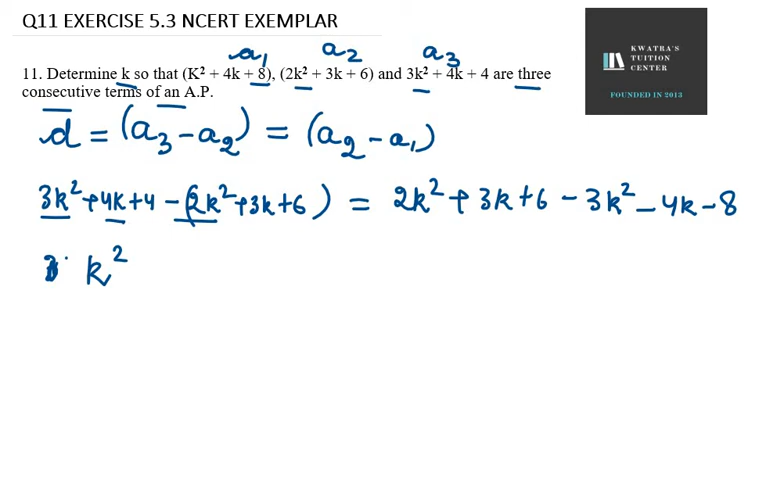 Q11 EXERCISE 5.3 NCERT EXEMPLAR
KWATRA'S
TUITION
CENTER
FOUNDED IN 2013
a₁ a₂ a₃
11. Determine k so that (K² + 4k + 8), (2k² + 3k + 6) and 3k² + 4k + 4 are three
consecutive terms of an A.P.
d = (a₃ - a₂) = (a₂ - a₁)
3k² + 4k + 4 - (2k² + 3k + 6) = 2k² + 3k + 6 - 3k² - 4k - 8
k²